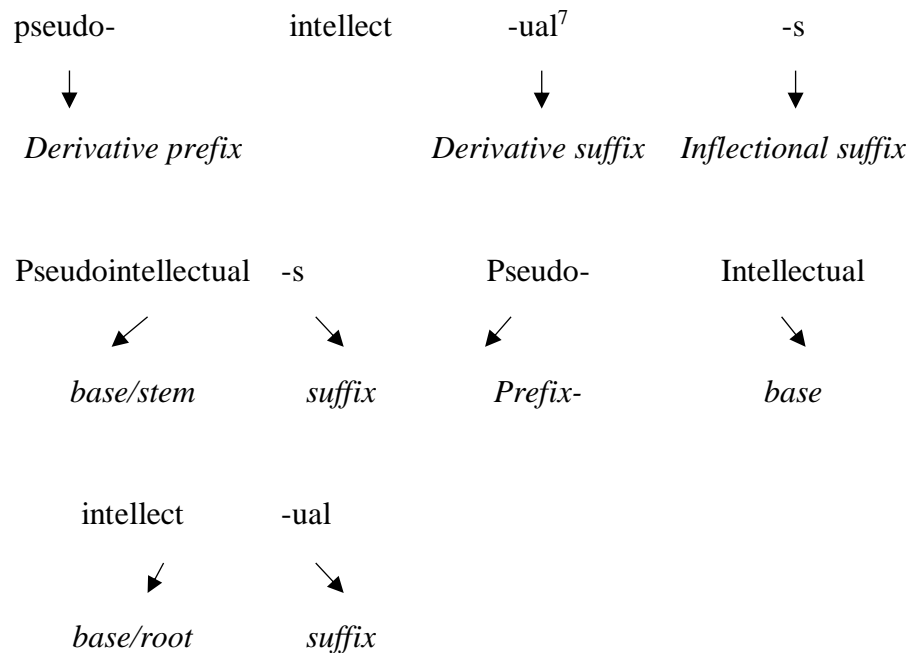 pseudo- intellect -ual7 -s
Derivative prefix Derivative suffix Inflectional suffix
Pseudointellectual -s Pseudo- Intellectual
base/stem suffix Prefix- base
intellect -ual
base/root suffix